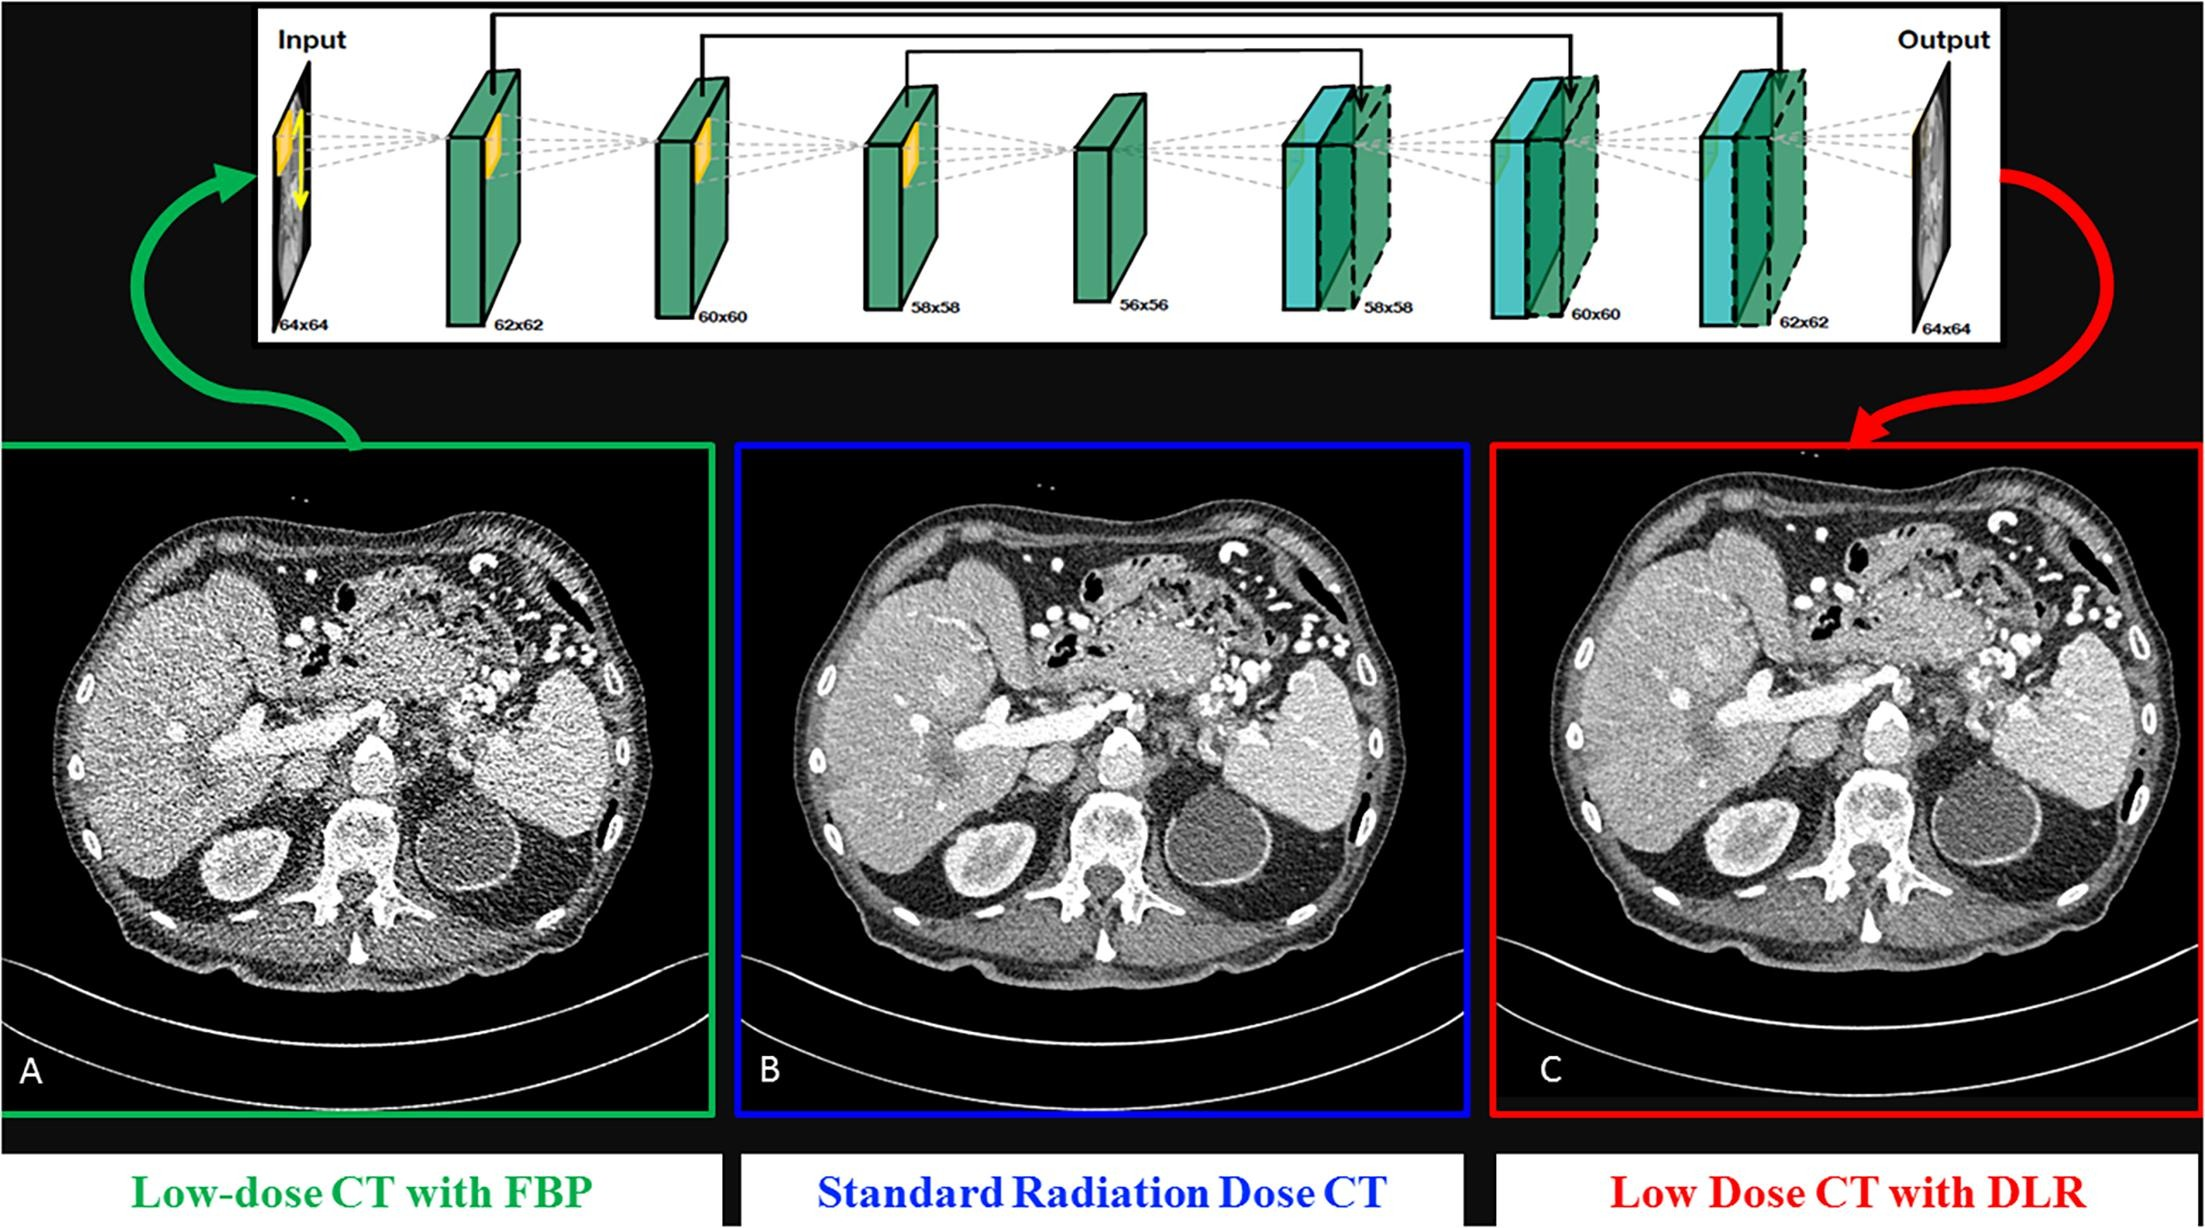 Input
Output
64x64
62x62
60x60
58x58
56x56
58x58
60x60
62x62
64x64
A
B
C
Low-dose CT with FBP
Standard Radiation Dose CT
Low Dose CT with DLR